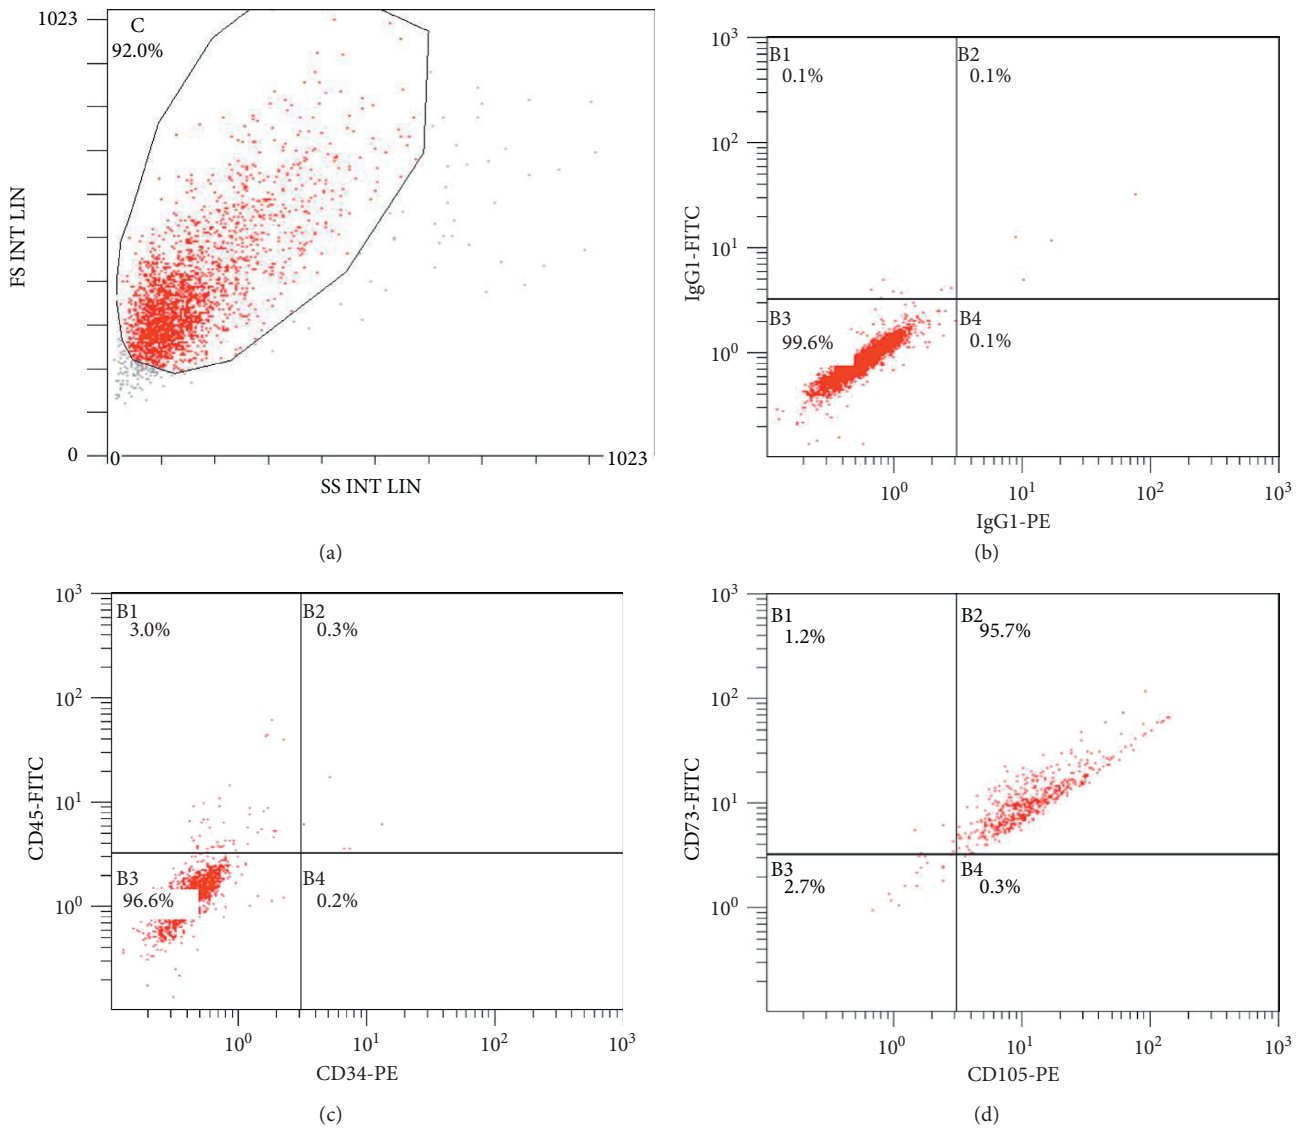 1023
C
92.0%
FS INT LIN
0
0
1023
SS INT LIN
(a)
10³
B1
0.1%
B2
0.1%
10²
IgG1-FITC
10¹
B3
99.6%
B4
0.1%
10⁰
10⁰
10¹
10²
10³
IgG1-PE
(b)
10³
B1
3.0%
B2
0.3%
10²
CD45-FITC
10¹
B3
96.6%
B4
0.2%
10⁰
10⁰
10¹
10²
10³
CD34-PE
(c)
10³
B1
1.2%
B2
95.7%
10²
CD73-FITC
10¹
B3
2.7%
B4
0.3%
10⁰
10⁰
10¹
10²
10³
CD105-PE
(d)